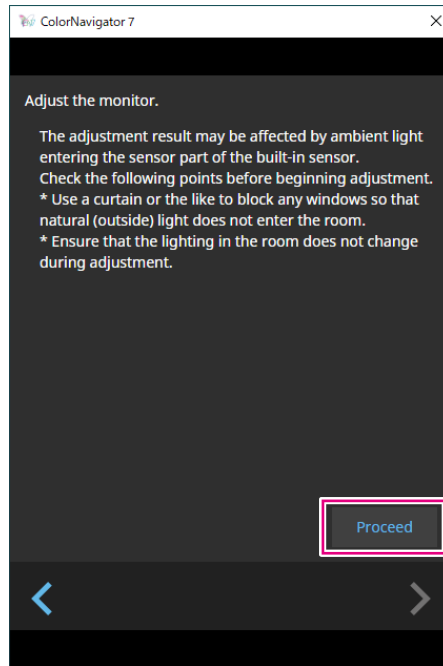 ColorNavigator 7
Adjust the monitor.
The adjustment result may be affected by ambient light
entering the sensor part of the built-in sensor.
Check the following points before beginning adjustment.
* Use a curtain or the like to block any windows so that
natural (outside) light does not enter the room.
* Ensure that the lighting in the room does not change
during adjustment.
Proceed